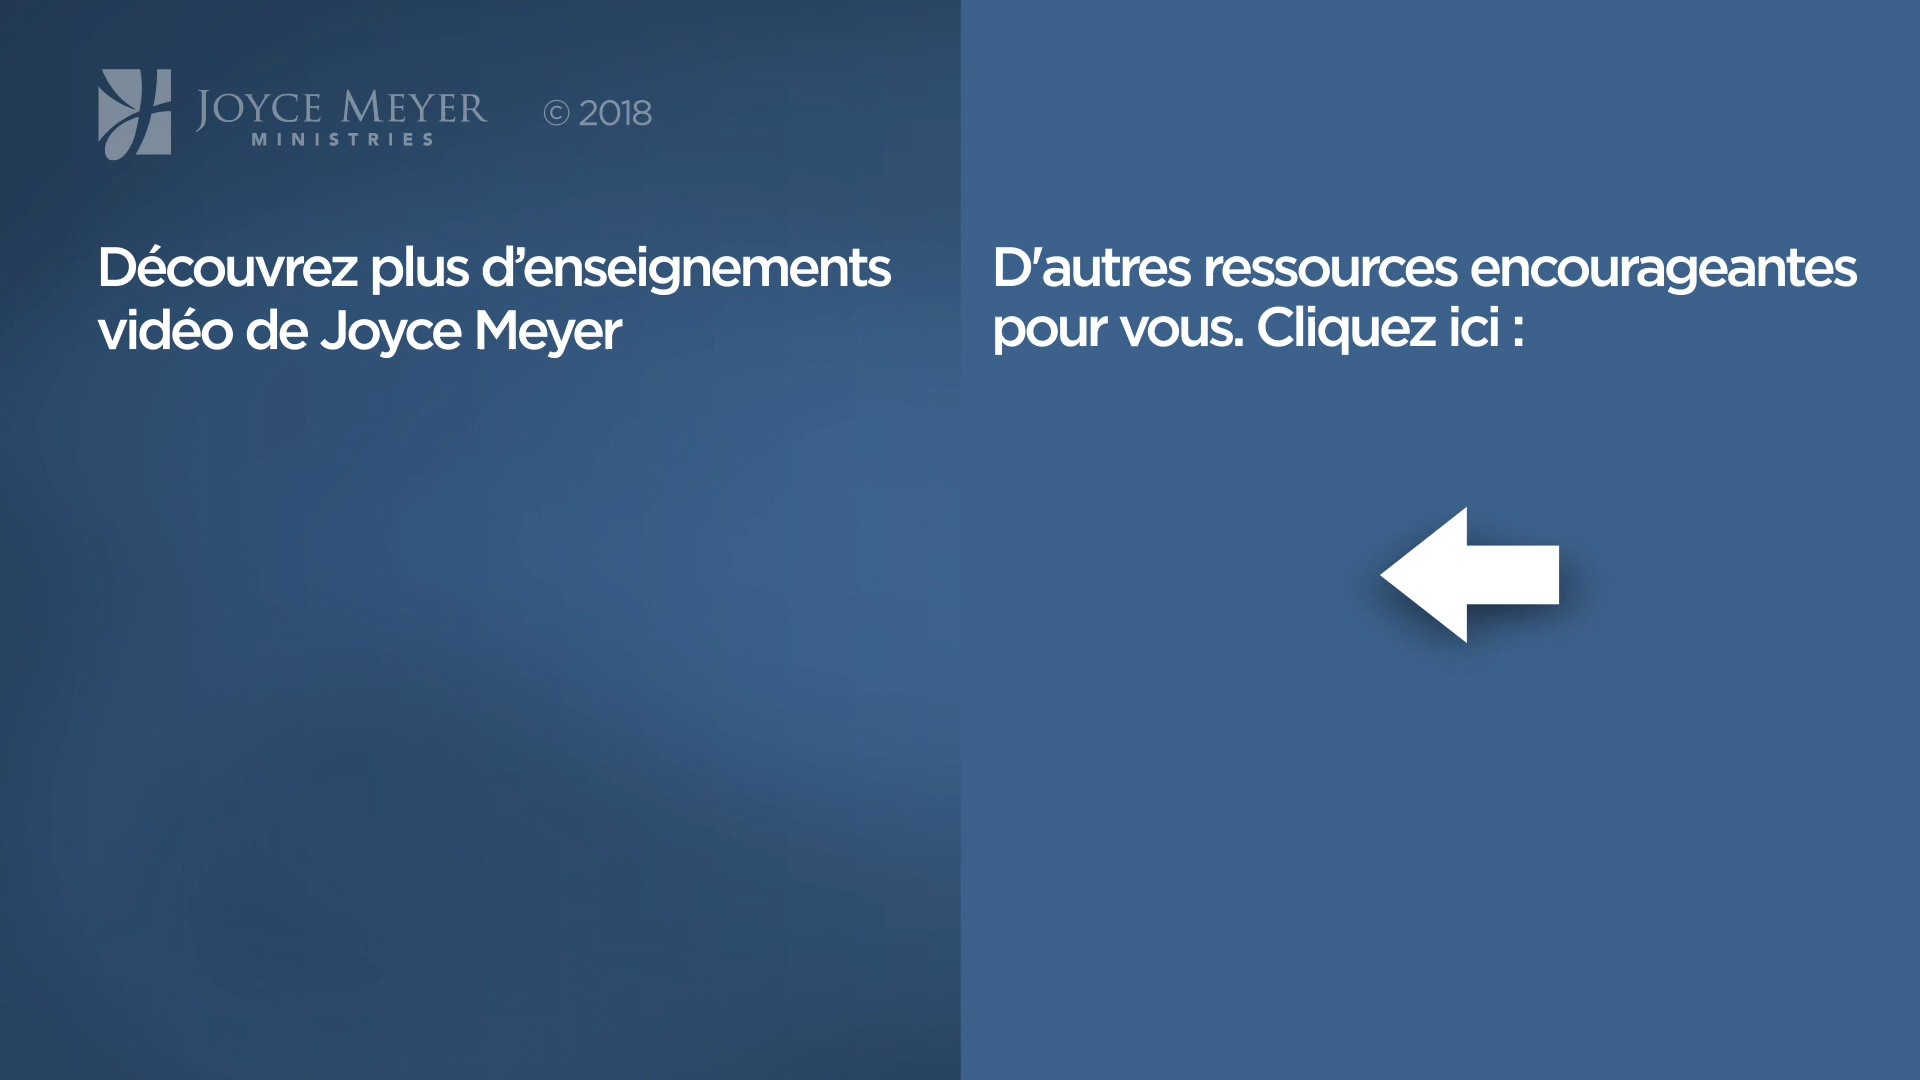 JOYCE MEYER
MINISTRIES
© 2018
Découvrez plus d’enseignements
vidéo de Joyce Meyer
D'autres ressources encourageantes
pour vous. Cliquez ici :